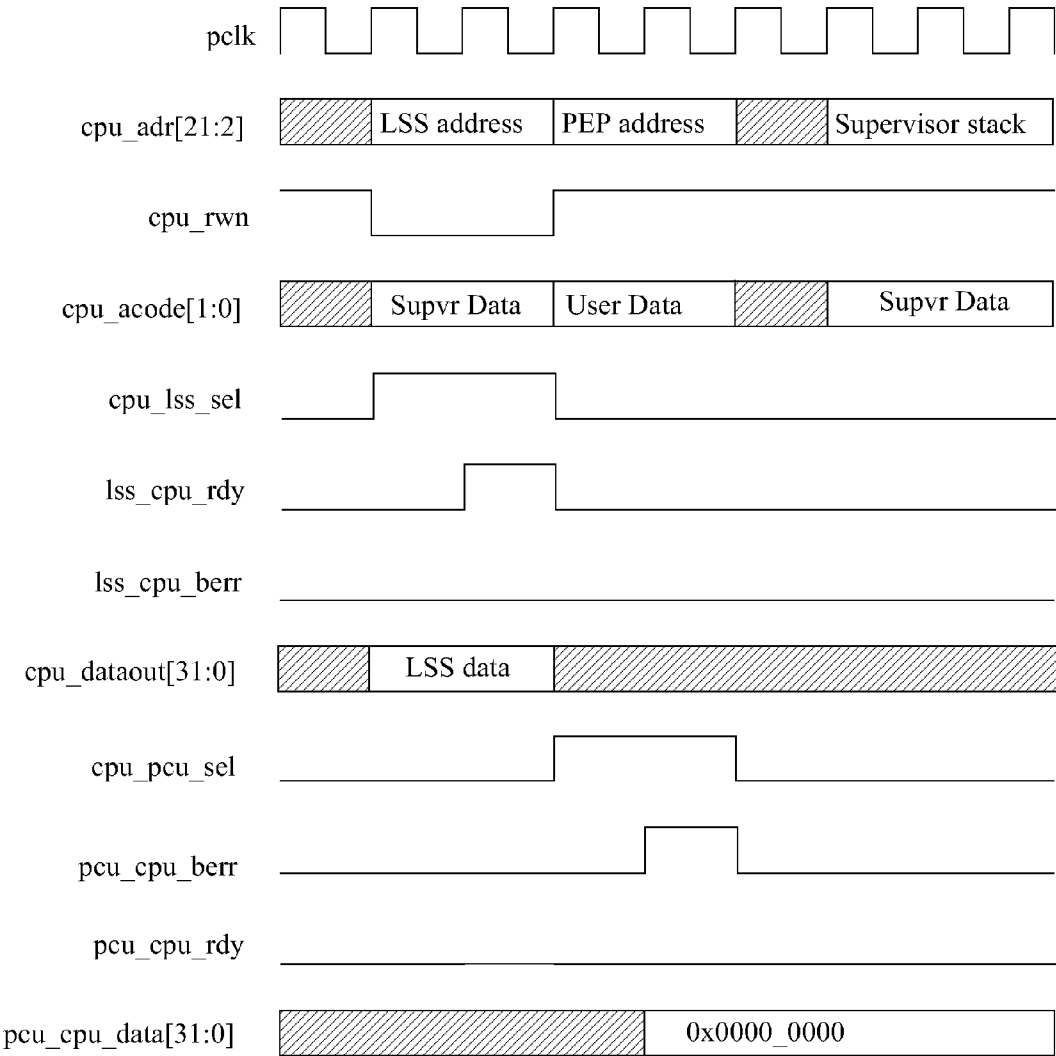 pclk
cpu_adr[21:2] LSS address PEP address Supervisor stack
cpu_rwn
cpu_acode[1:0] Supvr Data User Data Supvr Data
cpu_lss_sel
lss_cpu_rdy
lss_cpu_berr
cpu_dataout[31:0] LSS data
cpu_pcu_sel
pcu_cpu_berr
pcu_cpu_rdy
pcu_cpu_data[31:0] 0x0000_0000